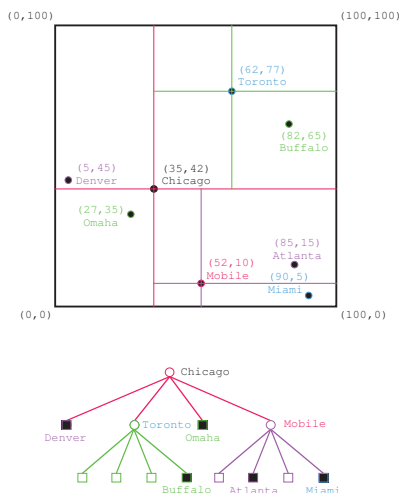 (0,100) (100,100)
(62,77)
Toronto
(82,65)
Buffalo
(5,45) (35,42)
Denver Chicago
(27,35)
Omaha
(85,15)
(52,10) Atlanta
Mobile (90,5)
Miami
(0,0) (100,0)
Chicago
Denver Toronto Omaha Mobile
Buffalo Atlanta Miami